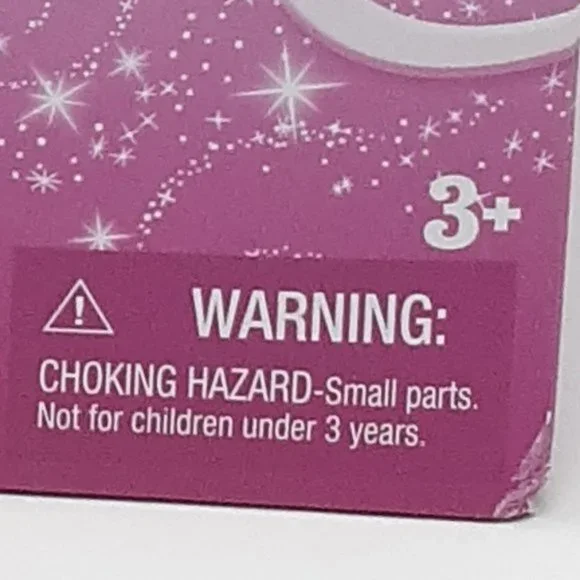 3+
WARNING:
CHOKING HAZARD-Small parts.
Not for children under 3 years.